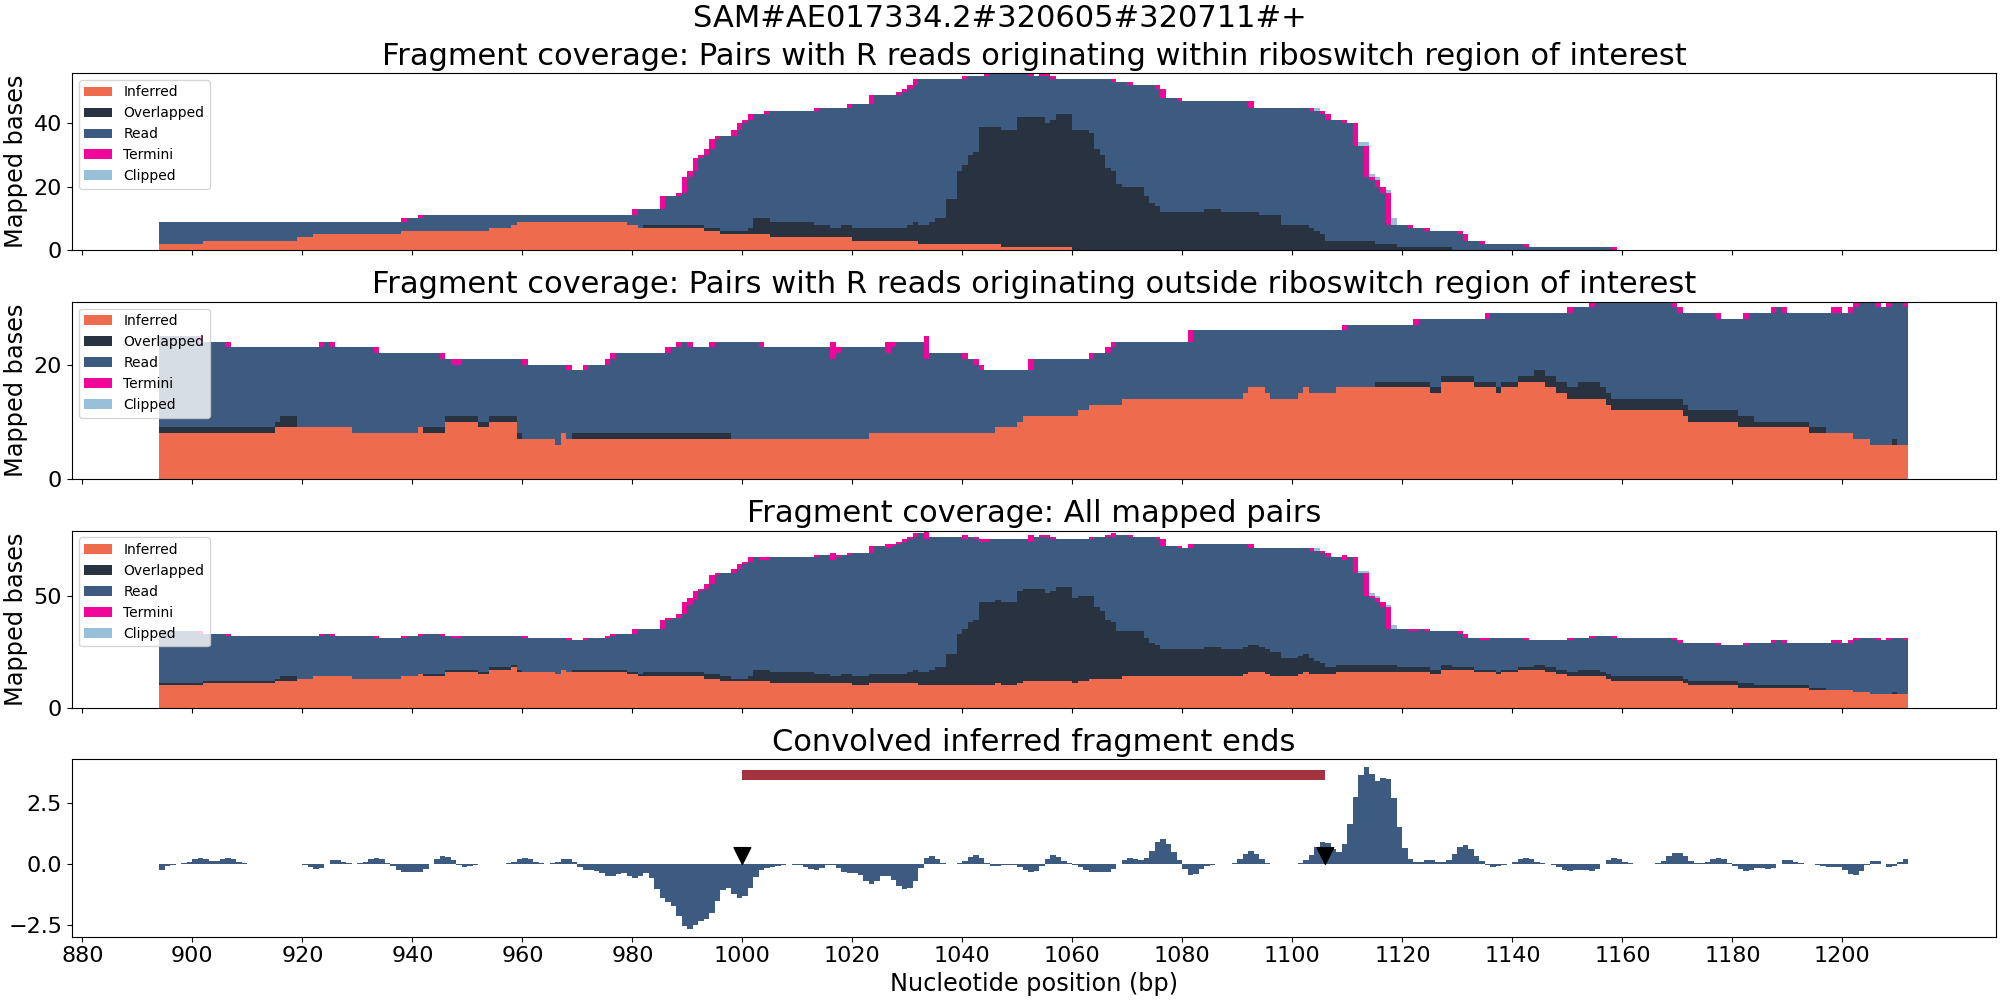 SAM#AE017334.2#320605#320711#+
Fragment coverage: Pairs with R reads originating within riboswitch region of interest
Mapped bases
40
20
0
Inferred
Overlapped
Read
Termini
Clipped
Fragment coverage: Pairs with R reads originating outside riboswitch region of interest
Mapped bases
20
0
Inferred
Overlapped
Read
Termini
Clipped
Fragment coverage: All mapped pairs
Mapped bases
50
0
Inferred
Overlapped
Read
Termini
Clipped
Convolved inferred fragment ends
2.5
0.0
−2.5
880 900 920 940 960 980 1000 1020 1040 1060 1080 1100 1120 1140 1160 1180 1200
Nucleotide position (bp)